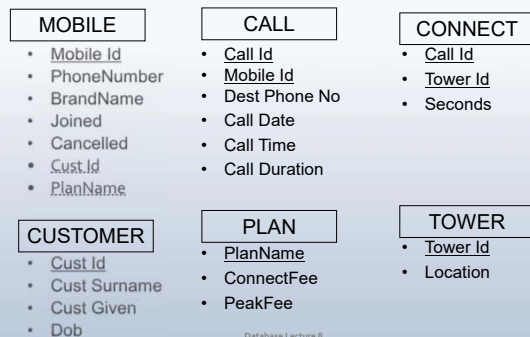 MOBILE
• Mobile Id
• PhoneNumber
• BrandName
• Joined
• Cancelled
• Cust Id
• PlanName
CALL
• Call Id
• Mobile Id
• Dest Phone No
• Call Date
• Call Time
• Call Duration
CONNECT
• Call Id
• Tower Id
• Seconds
CUSTOMER
• Cust Id
• Cust Surname
• Cust Given
• Dob
PLAN
• PlanName
• ConnectFee
• PeakFee
TOWER
• Tower Id
• Location
Database Lecture 8